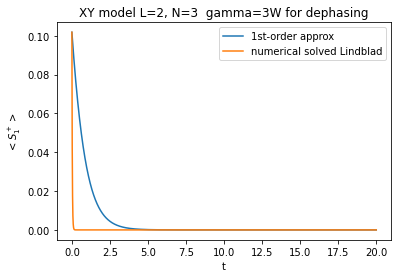 XY model L=2, N=3 gamma=3W for dephasing
1st-order approx
numerical solved Lindblad
< S₁⁺ >
0.10
0.08
0.06
0.04
0.02
0.00
0.0 2.5 5.0 7.5 10.0 12.5 15.0 17.5 20.0
t